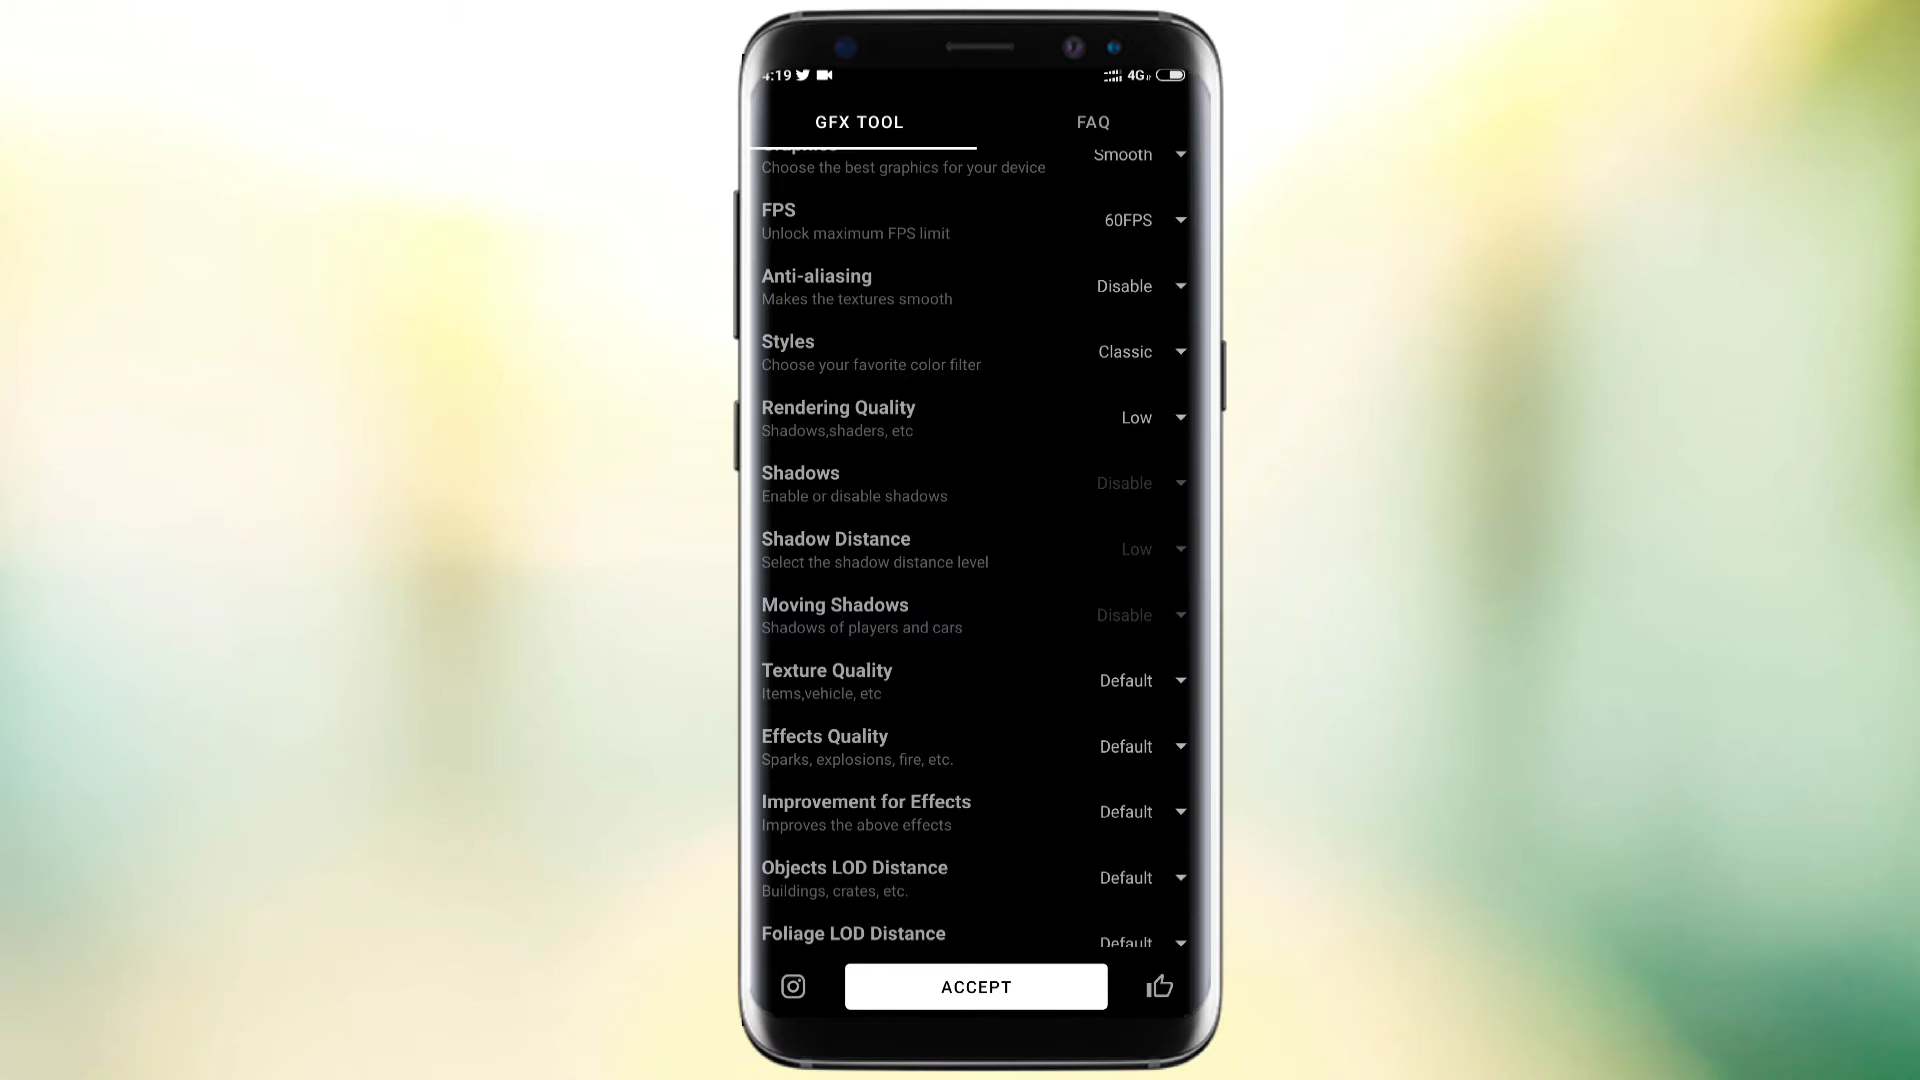 :19
4G
GFX TOOL
FAQ
Choose the best graphics for your device
Smooth
FPS
60FPS
Unlock maximum FPS limit
Anti-aliasing
Disable
Makes the textures smooth
Styles
Classic
Choose your favorite color filter
Rendering Quality
Low
Shadows,shaders, etc
Shadows
Disable
Enable or disable shadows
Shadow Distance
Low
Select the shadow distance level
Moving Shadows
Disable
Shadows of players and cars
Texture Quality
Default
Items,vehicle, etc
Effects Quality
Default
Sparks, explosions, fire, etc.
Improvement for Effects
Default
Improves the above effects
Objects LOD Distance
Default
Buildings, crates, etc.
Foliage LOD Distance
Default
ACCEPT